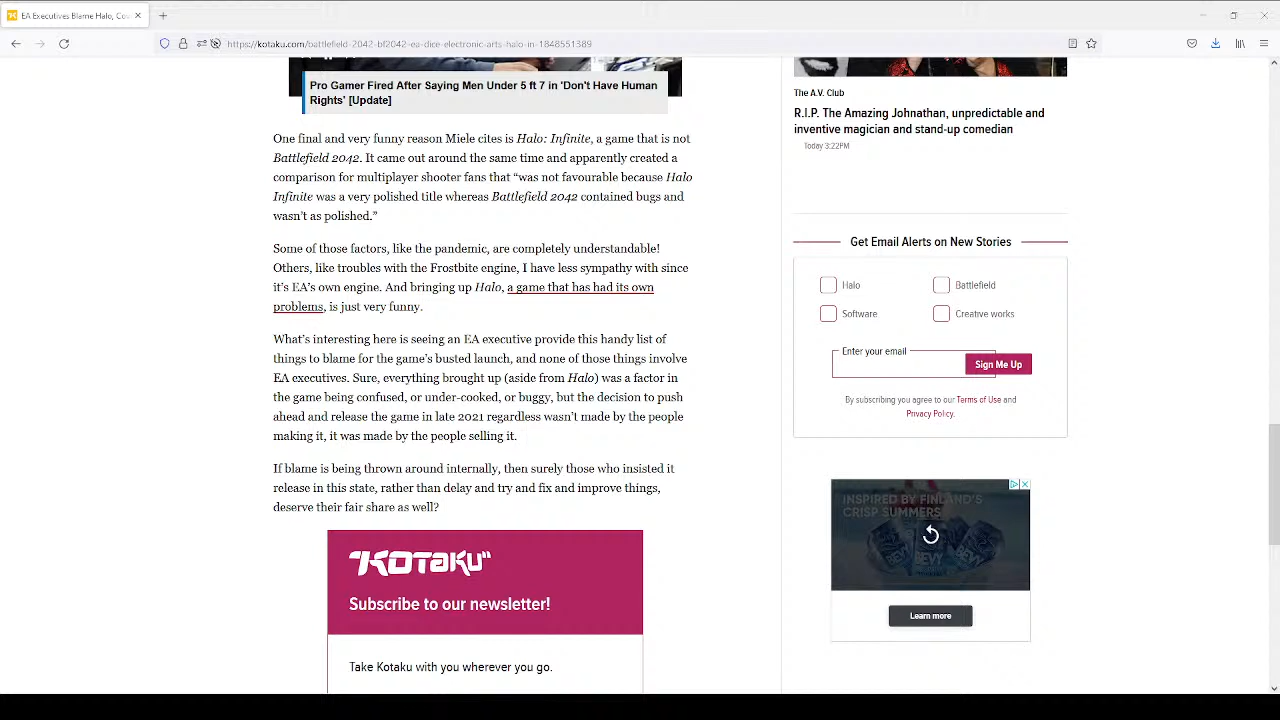 EA Executives Blame Halo, Cov
https://kotaku.com/battlefield-2042-bf2042-ea-dice-electronic-arts-halo-in-1848551389
Pro Gamer Fired After Saying Men Under 5 ft 7 in 'Don't Have Human
Rights' [Update]
One final and very funny reason Miele cites is Halo: Infinite, a game that is not
Battlefield 2042. It came out around the same time and apparently created a
comparison for multiplayer shooter fans that “was not favourable because Halo
Infinite was a very polished title whereas Battlefield 2042 contained bugs and
wasn’t as polished.”
Some of those factors, like the pandemic, are completely understandable!
Others, like troubles with the Frostbite engine, I have less sympathy with since
it’s EA’s own engine. And bringing up Halo, a game that has had its own
problems, is just very funny.
What’s interesting here is seeing an EA executive provide this handy list of
things to blame for the game’s busted launch, and none of those things involve
EA executives. Sure, everything brought up (aside from Halo) was a factor in
the game being confused, or under-cooked, or buggy, but the decision to push
ahead and release the game in late 2021 regardless wasn’t made by the people
making it, it was made by the people selling it.
If blame is being thrown around internally, then surely those who insisted it
release in this state, rather than delay and try and fix and improve things,
deserve their fair share as well?
KOTAKU
Subscribe to our newsletter!
Take Kotaku with you wherever you go.
The A.V. Club
R.I.P. The Amazing Johnathan, unpredictable and
inventive magician and stand-up comedian
Today 3:22PM
Get Email Alerts on New Stories
Halo
Battlefield
Software
Creative works
Enter your email
Sign Me Up
By subscribing you agree to our Terms of Use and
Privacy Policy.
INSPIRED BY FINLAND'S
CRISP SUMMERS
BEVY
Learn more